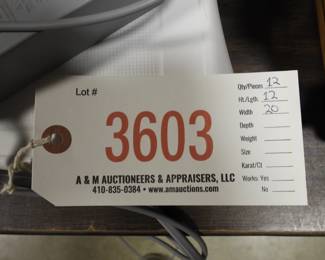 Lot #
3603
A & M AUCTIONEERS & APPRAISERS, LLC
410-835-0384 • www.amauctions.com
Qty/Pieces 12
Ht./Lgth. 12
Width 20
Depth
Weight
Size
Karat/Ct
Works: Yes
No